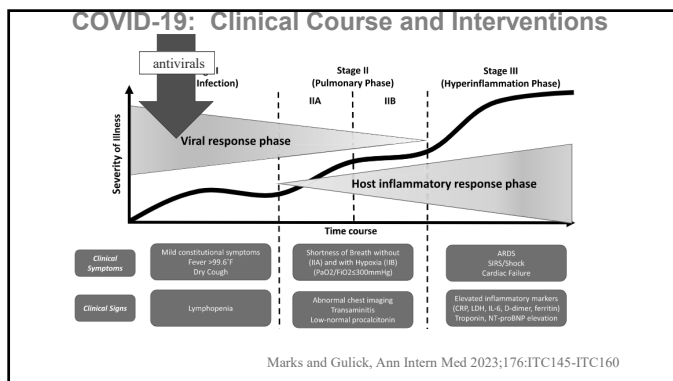 COVID-19: Clinical Course and Interventions
antivirals
Infection)
Stage II
(Pulmonary Phase)
IIA
IIB
Stage III
(Hyperinflammation Phase)
Severity of Illness
Viral response phase
Host inflammatory response phase
Time course
Clinical
Symptoms
Mild constitutional symptoms
Fever >99.6°F
Dry Cough
Shortness of Breath without
(IIA) and with Hypoxia (IIB)
(PaO2/FiO2≤300mmHg)
ARDS
SIRS/Shock
Cardiac Failure
Clinical Signs
Lymphopenia
Abnormal chest imaging
Transaminitis
Low-normal procalcitonin
Elevated inflammatory markers
(CRP, LDH, IL-6, D-dimer, ferritin)
Troponin, NT-proBNP elevation
Marks and Gulick, Ann Intern Med 2023;176:ITC145-ITC160